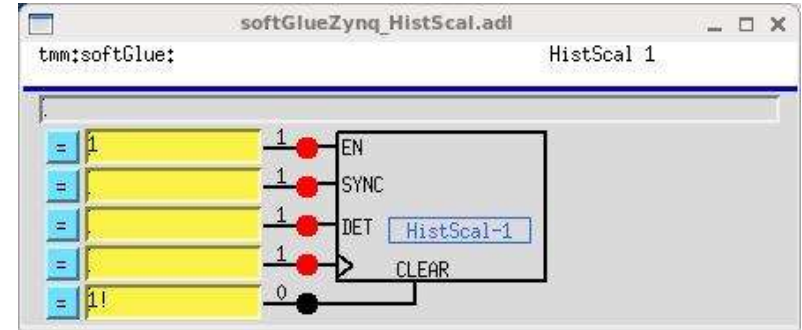 softGlueZynq_HistScal.adl
tmm:softGlue: HistScal 1
.
= 1 1 EN
= 1 SYNC
= 1 DET HistScal-1
= 1 CLEAR
= 1! 0